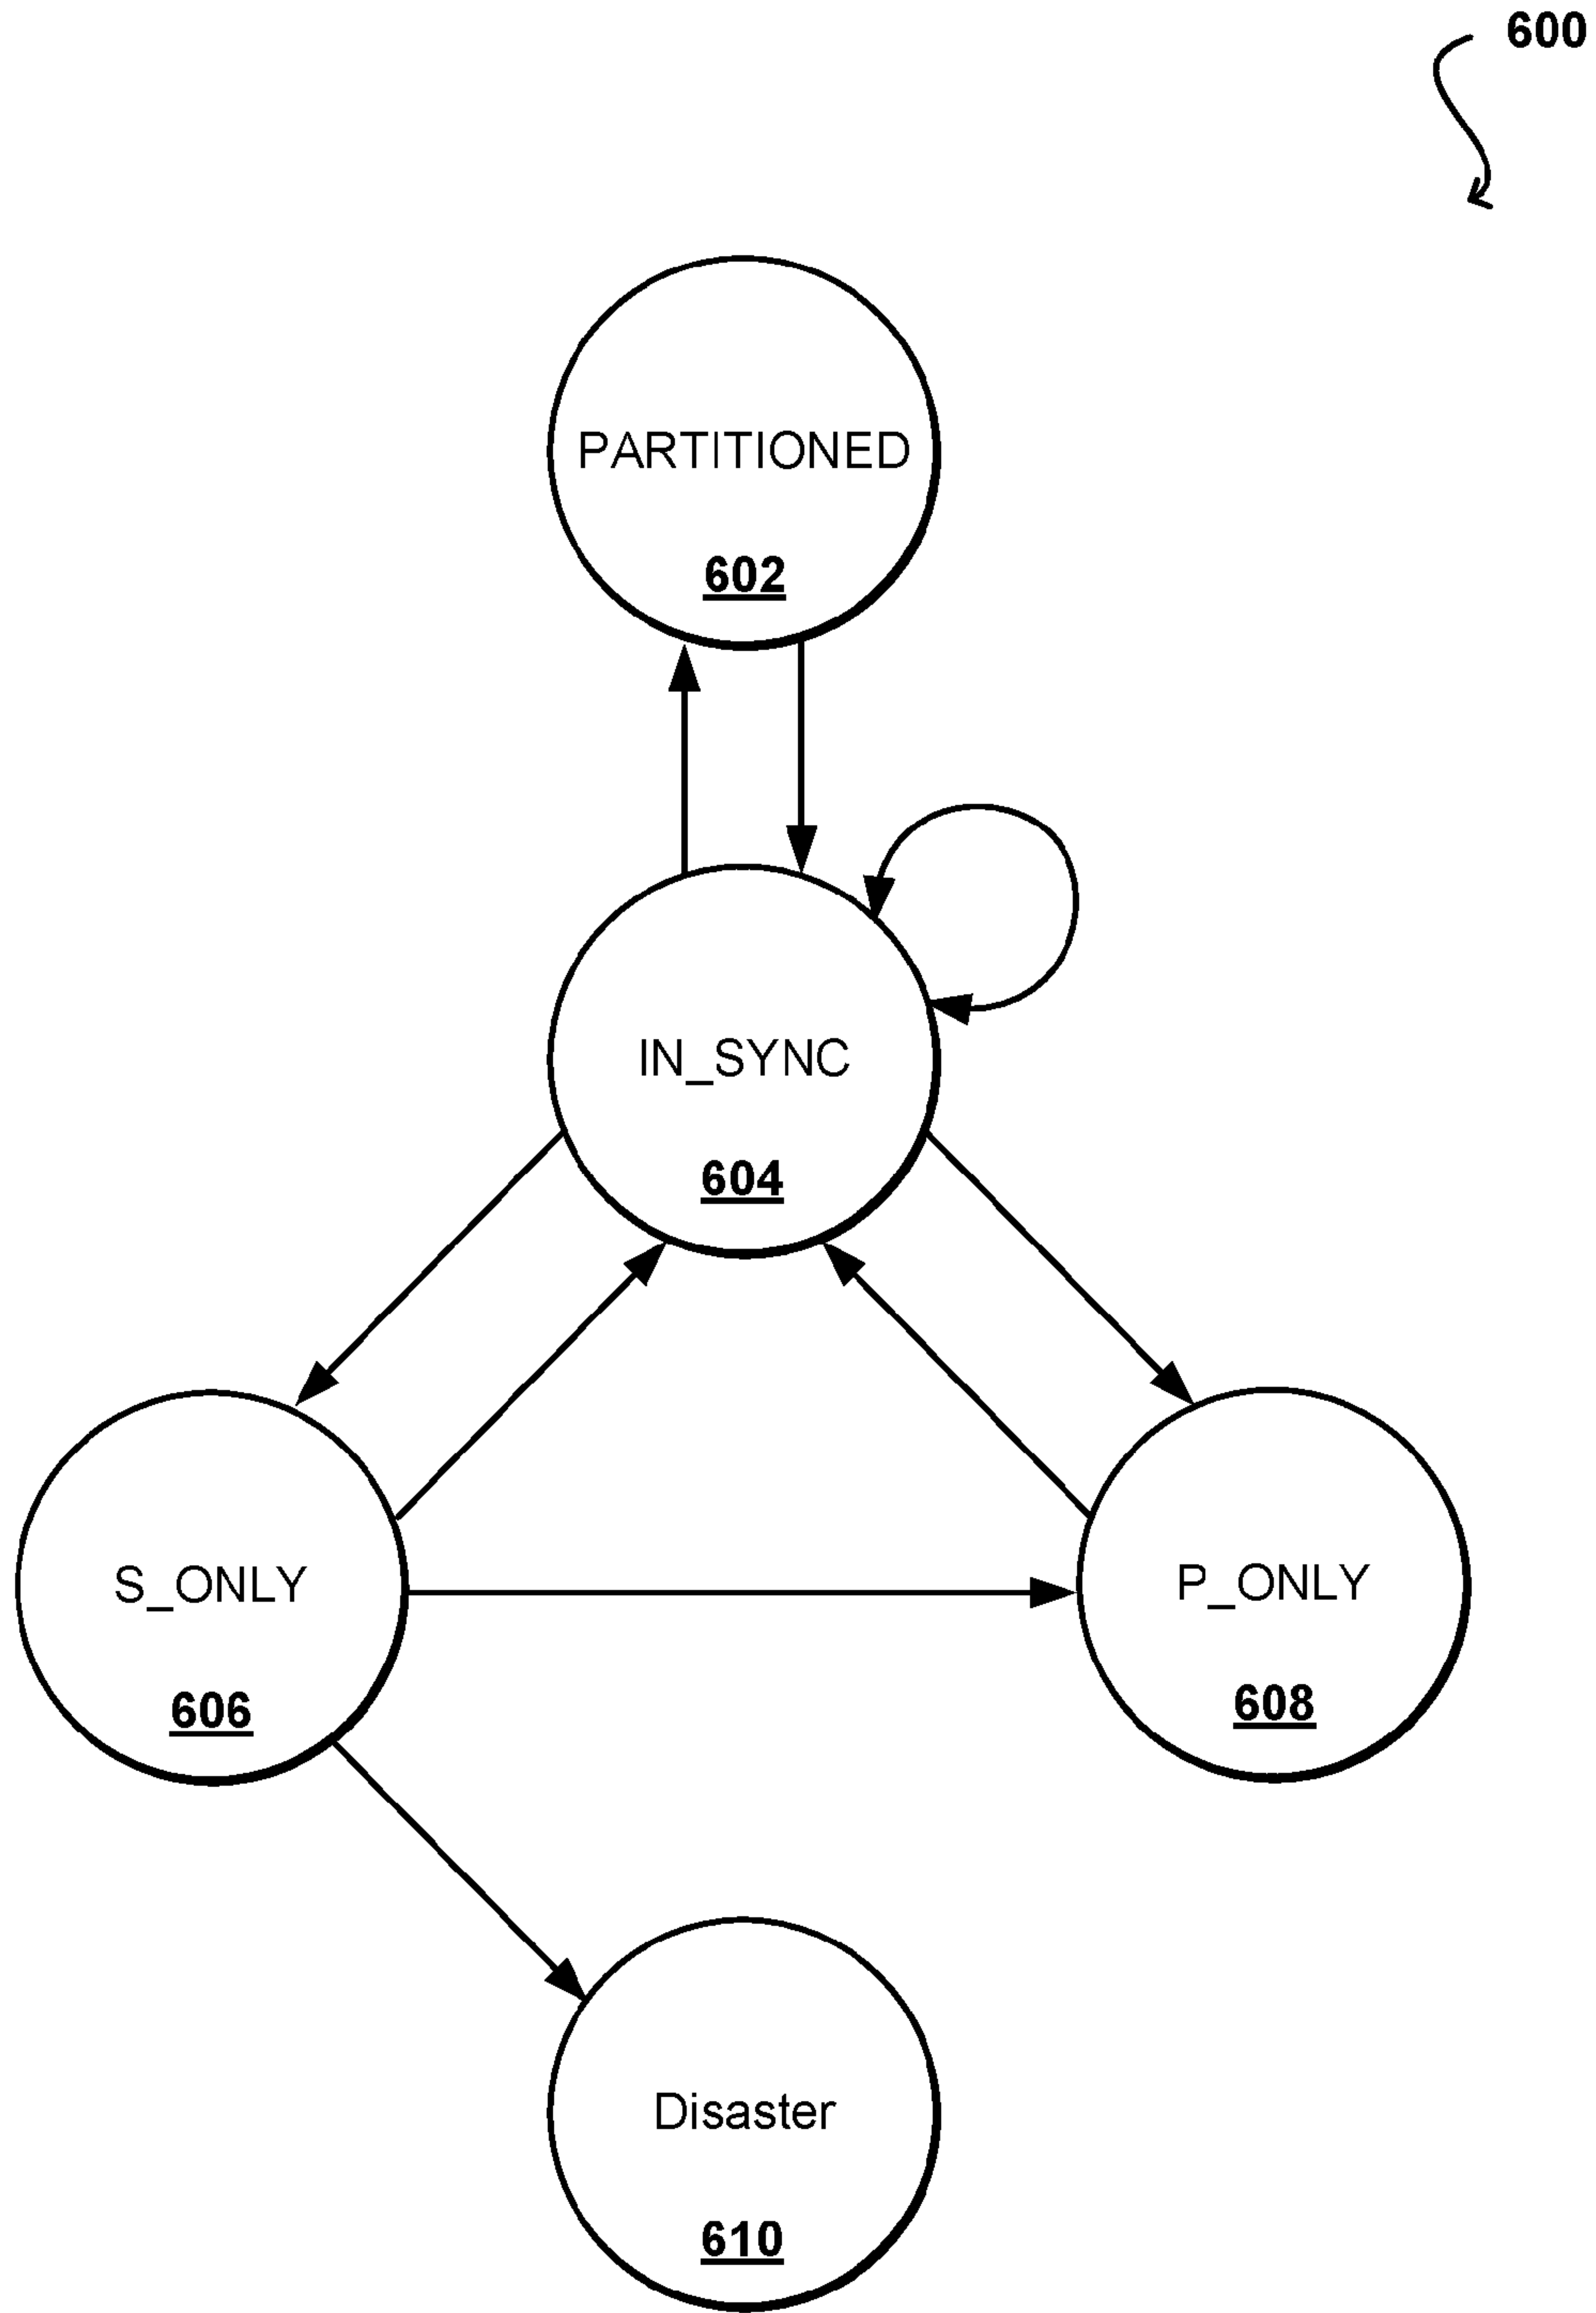 600
PARTITIONED
602
IN_SYNC
604
S_ONLY
606
P_ONLY
608
Disaster
610